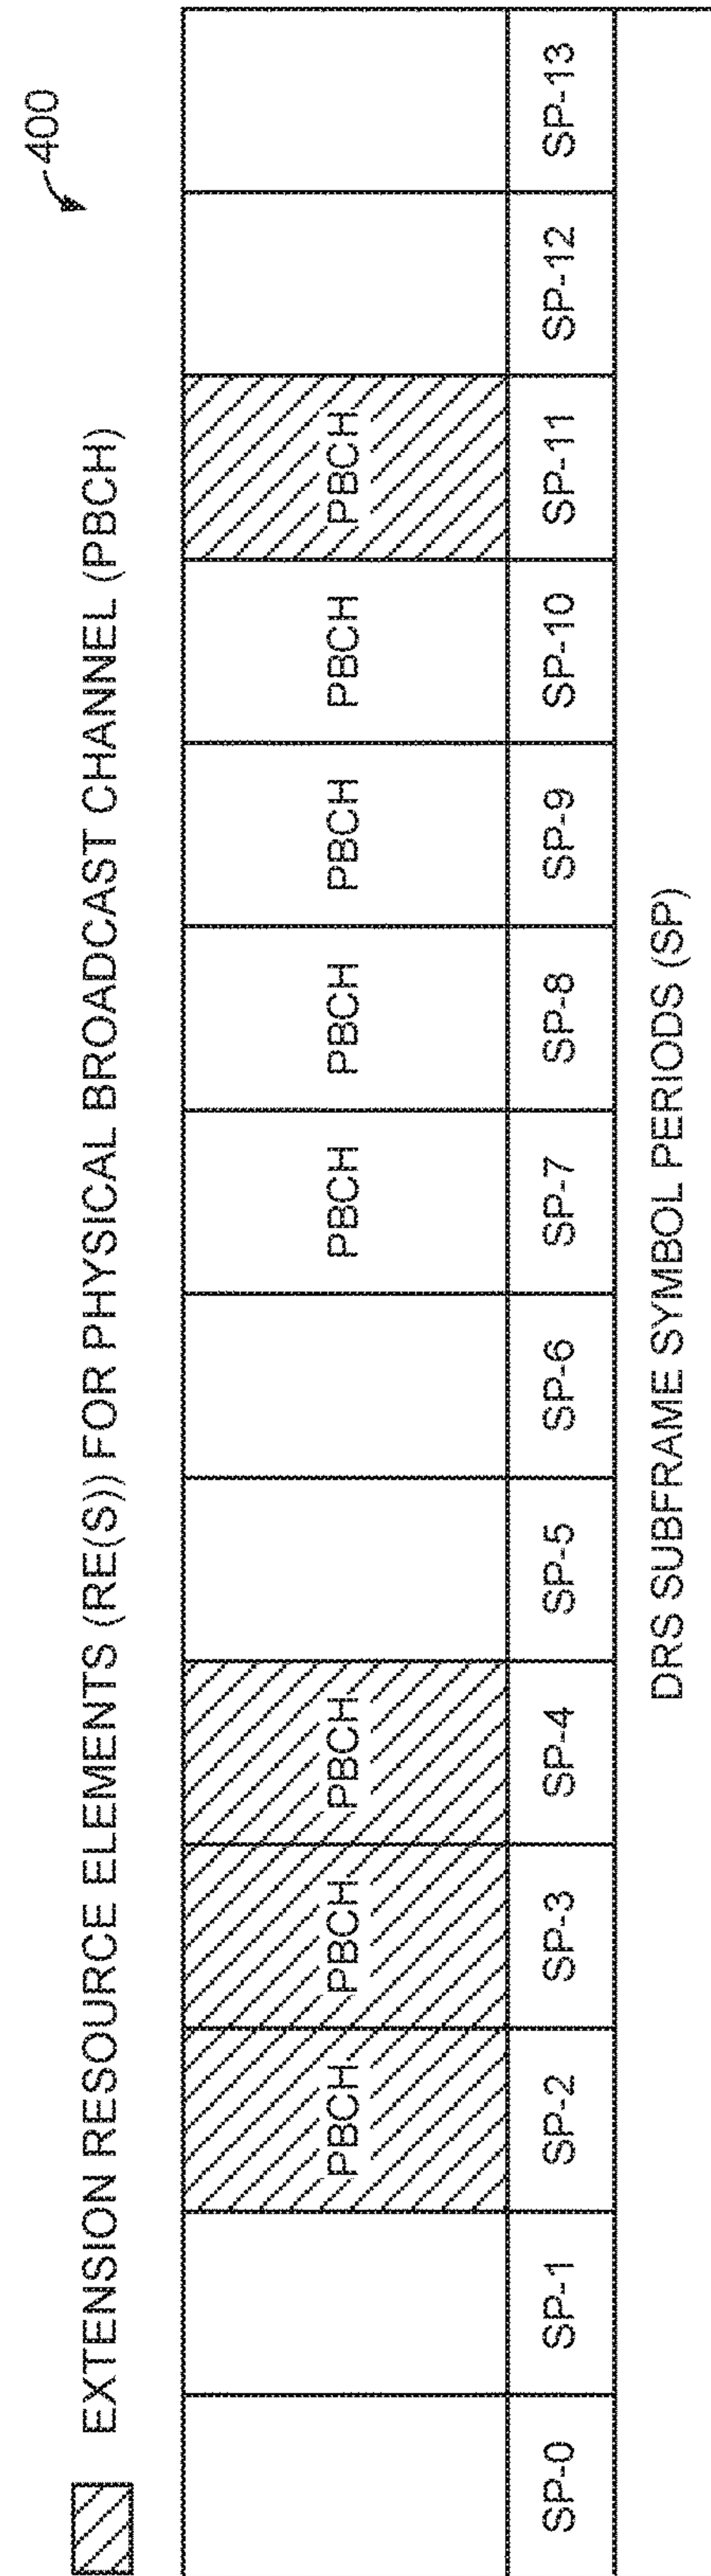 400
EXTENSION RESOURCE ELEMENTS (RE(S)) FOR PHYSICAL BROADCAST CHANNEL (PBCH)
PBCH PBCH PBCH PBCH PBCH PBCH PBCH PBCH
SP-0 SP-1 SP-2 SP-3 SP-4 SP-5 SP-6 SP-7 SP-8 SP-9 SP-10 SP-11 SP-12 SP-13
DRS SUBFRAME SYMBOL PERIODS (SP)